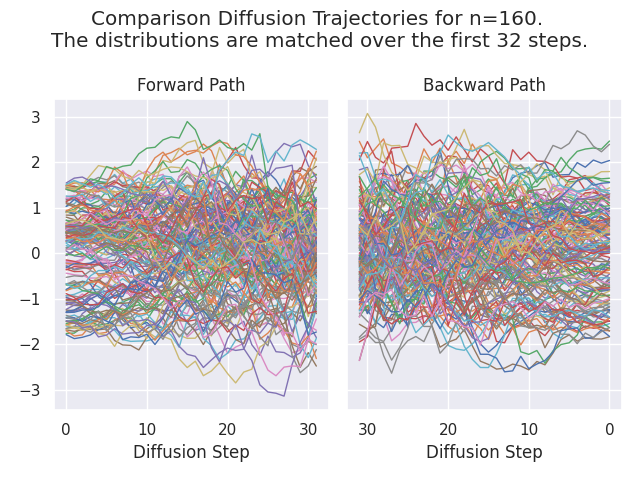 Comparison Diffusion Trajectories for n=160.
The distributions are matched over the first 32 steps.
Forward Path
Backward Path
3
2
1
0
−1
−2
−3
0 10 20 30
30 20 10 0
Diffusion Step
Diffusion Step